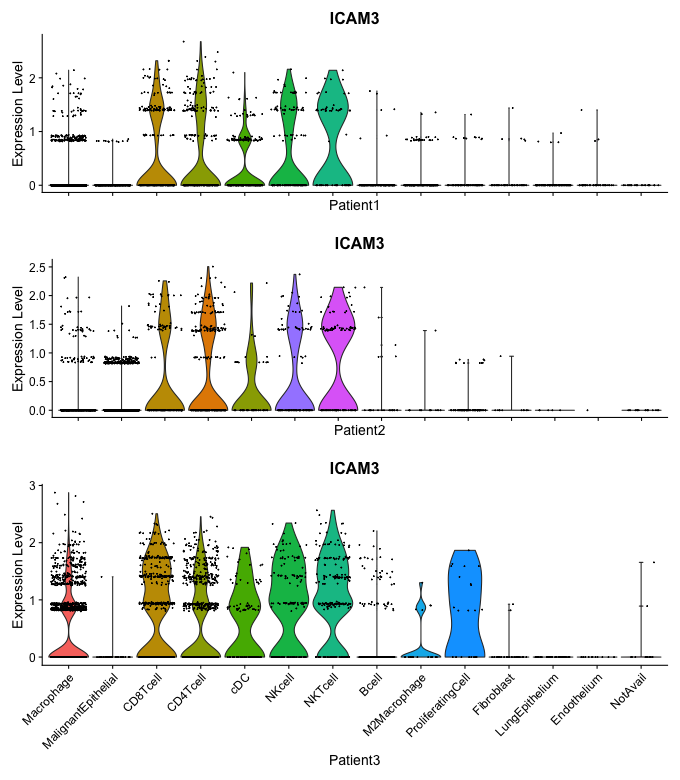 ICAM3
Expression Level
2
1
0
Patient1
ICAM3
Expression Level
2.5
2.0
1.5
1.0
0.5
0.0
Patient2
ICAM3
Expression Level
3
2
1
0
Macrophage
MalignantEpithelial
CD8Tcell
CD4Tcell
cDC
NKcell
NKTcell
Bcell
M2Macrophage
ProliferatingCell
Fibroblast
LungEpithelium
Endothelium
NotAvail
Patient3